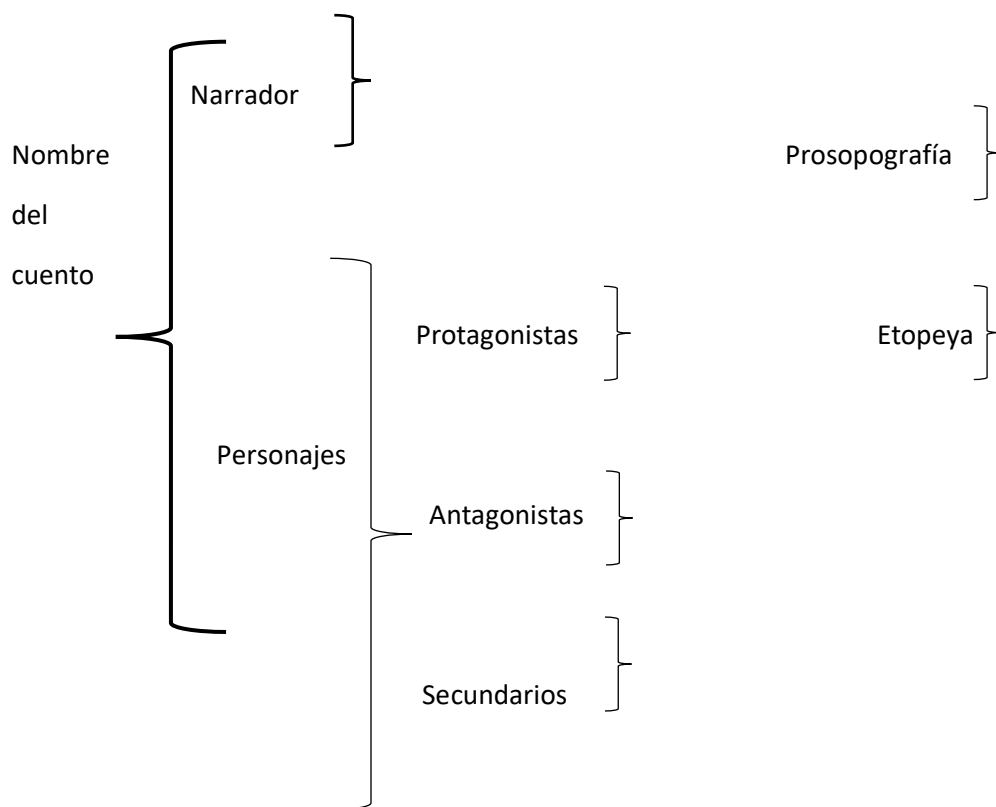 Narrador
Nombre
del
cuento
Prosopografía
Protagonistas
Etopeya
Personajes
Antagonistas
Secundarios